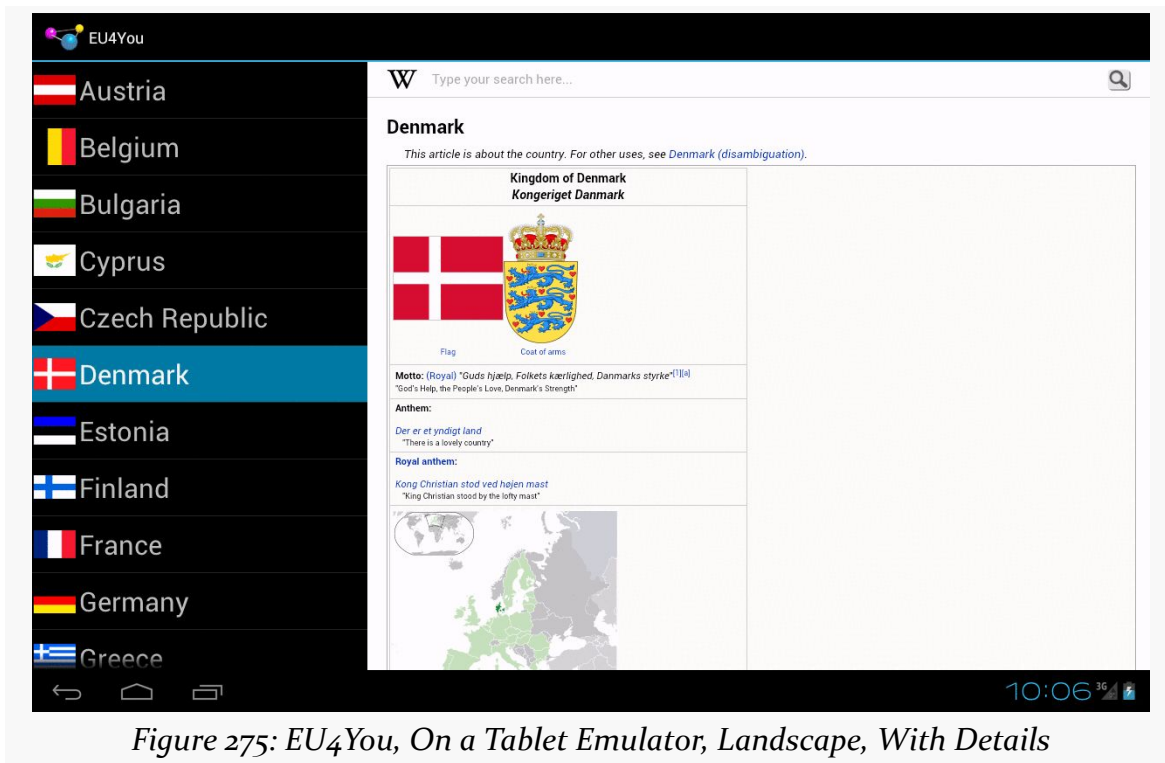 EU4You
Austria
Belgium
Bulgaria
Cyprus
Czech Republic
Denmark
Estonia
Finland
France
Germany
Greece
W Type your search here...
Denmark
This article is about the country. For other uses, see Denmark (disambiguation).
Kingdom of Denmark
Kongeriget Danmark
Flag Coat of arms
Motto: (Royal) "Guds hjælp, Folkets kærlighed, Danmarks styrke"[1][a]
"God's Help, the People's Love, Denmark's Strength"
Anthem:
Der er et yndigt land
"There is a lovely country"
Royal anthem:
Kong Christian stod ved højen mast
"King Christian stood by the lofty mast"
10:06 3G
Figure 275: EU4You, On a Tablet Emulator, Landscape, With Details